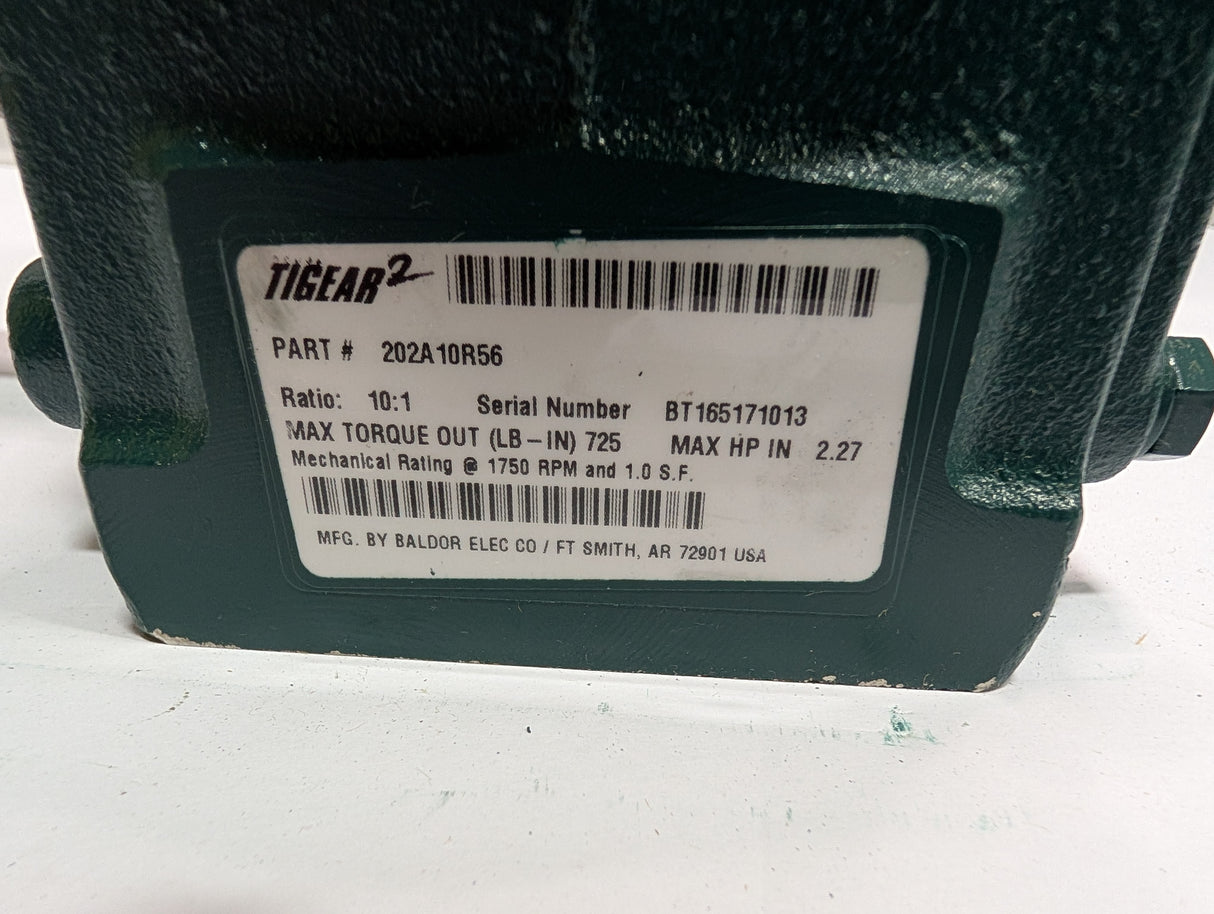 TIGEAR2
PART # 202A10R56
Ratio: 10:1 Serial Number BT165171013
MAX TORQUE OUT (LB-IN) 725 MAX HP IN 2.27
Mechanical Rating @ 1750 RPM and 1.0 S.F.
MFG. BY BALDOR ELEC CO / FT SMITH, AR 72901 USA